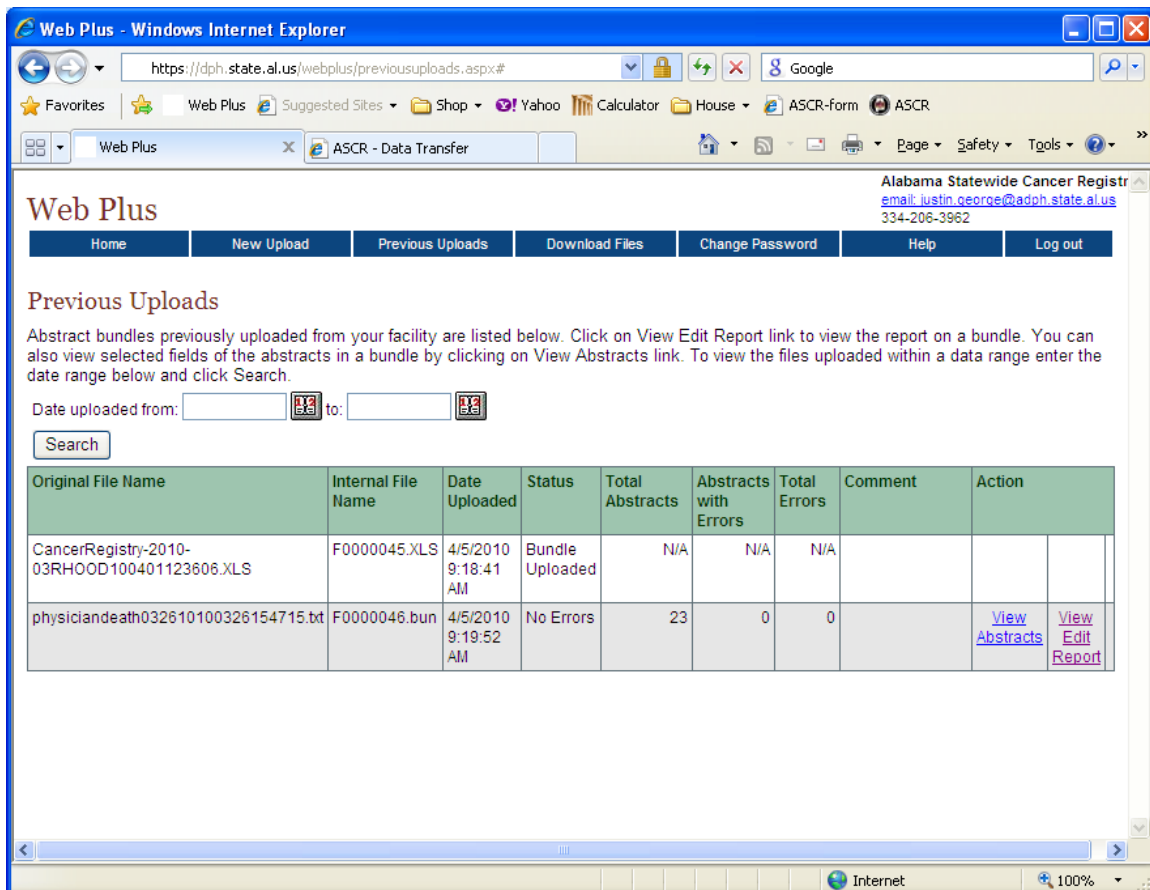 Web Plus - Windows Internet Explorer
https://dph.state.al.us/webplus/previousuploads.aspx#
Google
Favorites Web Plus Suggested Sites Shop Yahoo Calculator House ASCR-form ASCR
Web Plus ASCR - Data Transfer Page Safety Tools »
Alabama Statewide Cancer Registr
email: justin.george@adph.state.al.us
334-206-3962
Web Plus
Home New Upload Previous Uploads Download Files Change Password Help Log out
Previous Uploads
Abstract bundles previously uploaded from your facility are listed below. Click on View Edit Report link to view the report on a bundle. You can
also view selected fields of the abstracts in a bundle by clicking on View Abstracts link. To view the files uploaded within a data range enter the
date range below and click Search.
Date uploaded from: to:
Search
Original File Name Internal File Name Date Uploaded Status Total Abstracts Abstracts with Errors Total Errors Comment Action
CancerRegistry-2010-03RHOOD100401123606.XLS F0000045.XLS 4/5/2010 9:18:41 AM Bundle Uploaded N/A N/A N/A
physiciandeath032610100326154715.txt F0000046.bun 4/5/2010 9:19:52 AM No Errors 23 0 0 View Abstracts View Edit Report
Internet 100%